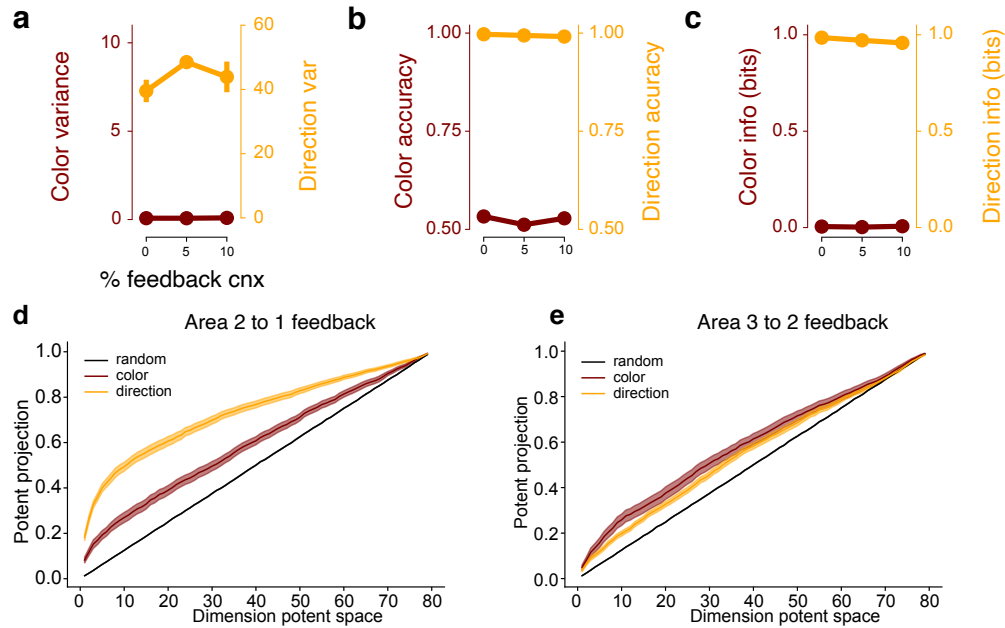 a
Color variance
10
5
0
60
40
20
0
Direction var
0 5 10
% feedback cnx
b
Color accuracy
1.00
0.75
0.50
1.00
0.75
0.50
Direction acuracy
0 5 10
c
Color info (bits)
1.0
0.5
0.0
1.0
0.5
0.0
Direction info (bits)
0 5 10
d
Area 2 to 1 feedback
random
color
direction
Potent projection
1.0
0.8
0.6
0.4
0.2
0.0
0 10 20 30 40 50 60 70 80
Dimension potent space
e
Area 3 to 2 feedback
random
color
direction
Potent projection
1.0
0.8
0.6
0.4
0.2
0.0
0 10 20 30 40 50 60 70 80
Dimension potent space